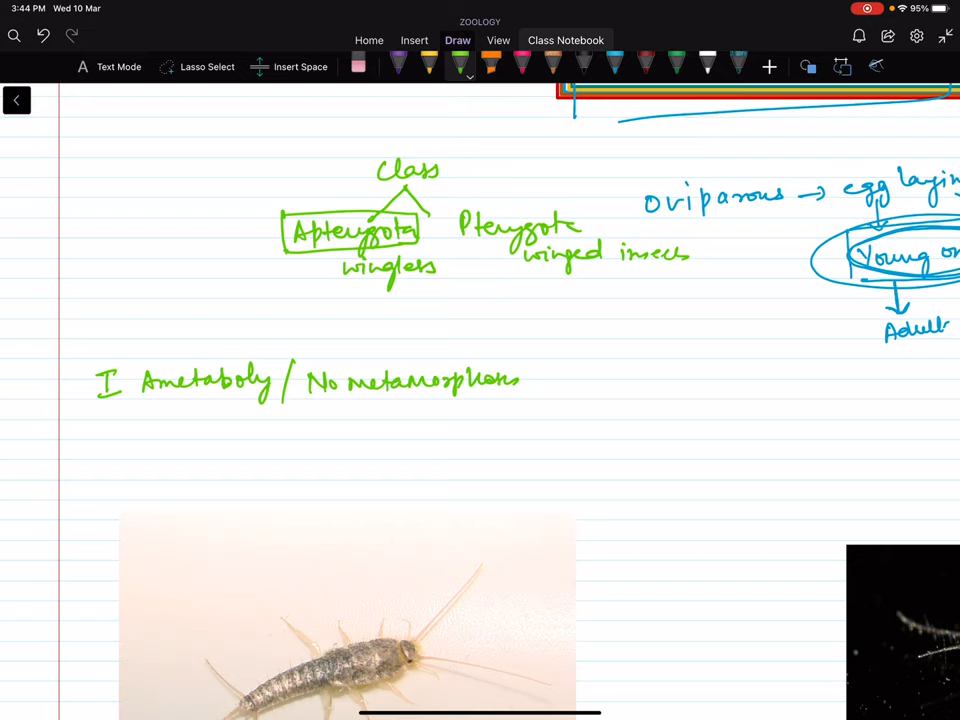 3:44 PM Wed 10 Mar
95%
ZOOLOGY
Home Insert Draw View Class Notebook
Text Mode Lasso Select Insert Space
Class
Apterygota Pterygota
wingless winged insects
Oviparous → egg layin
Young on
Adult
I Ametaboly / No metamorphosis